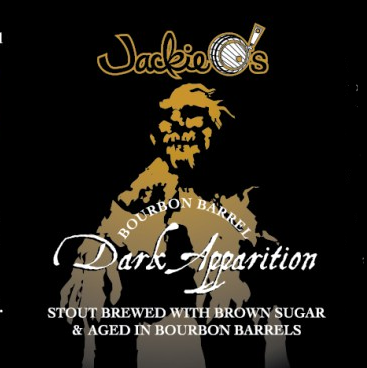 Jackie O's
BOURBON BARREL
Dark Apparition
STOUT BREWED WITH BROWN SUGAR
& AGED IN BOURBON BARRELS